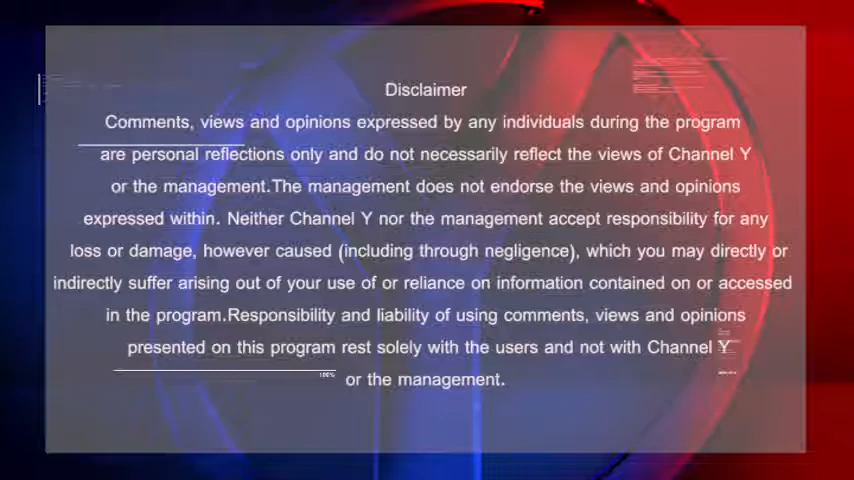 Disclaimer
Comments, views and opinions expressed by any individuals during the program
are personal reflections only and do not necessarily reflect the views of Channel Y
or the management.The management does not endorse the views and opinions
expressed within. Neither Channel Y nor the management accept responsibility for any
loss or damage, however caused (including through negligence), which you may directly or
indirectly suffer arising out of your use of or reliance on information contained on or accessed
in the program.Responsibility and liability of using comments, views and opinions
presented on this program rest solely with the users and not with Channel Y
100%
or the management.